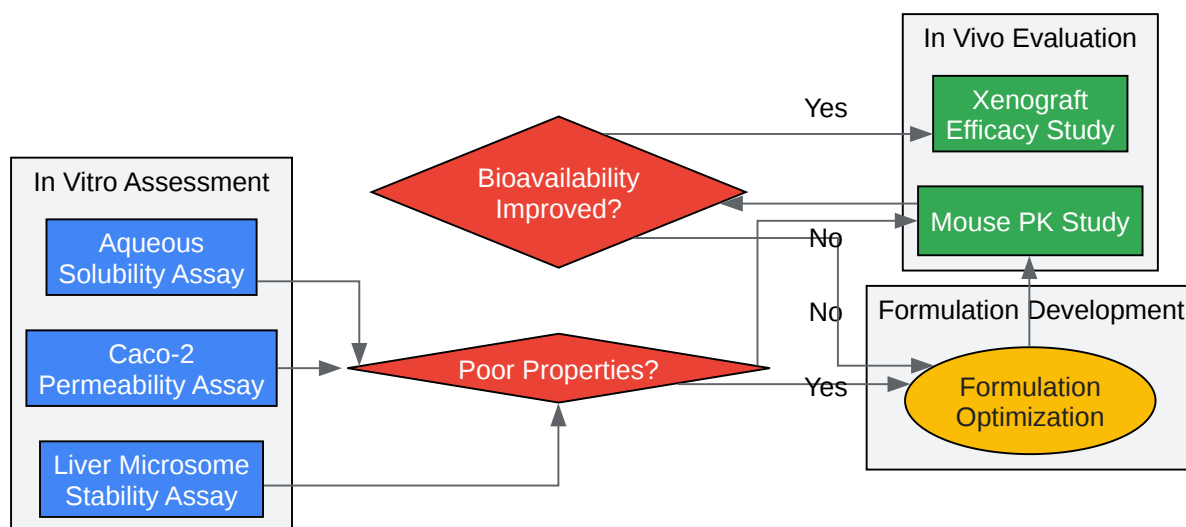 In Vitro Assessment
Aqueous
Solubility Assay
Caco-2
Permeability Assay
Liver Microsome
Stability Assay
Bioavailability
Improved?
Poor Properties?
Yes
No
No
Yes
In Vivo Evaluation
Xenograft
Efficacy Study
Mouse PK Study
Formulation Development
Formulation
Optimization